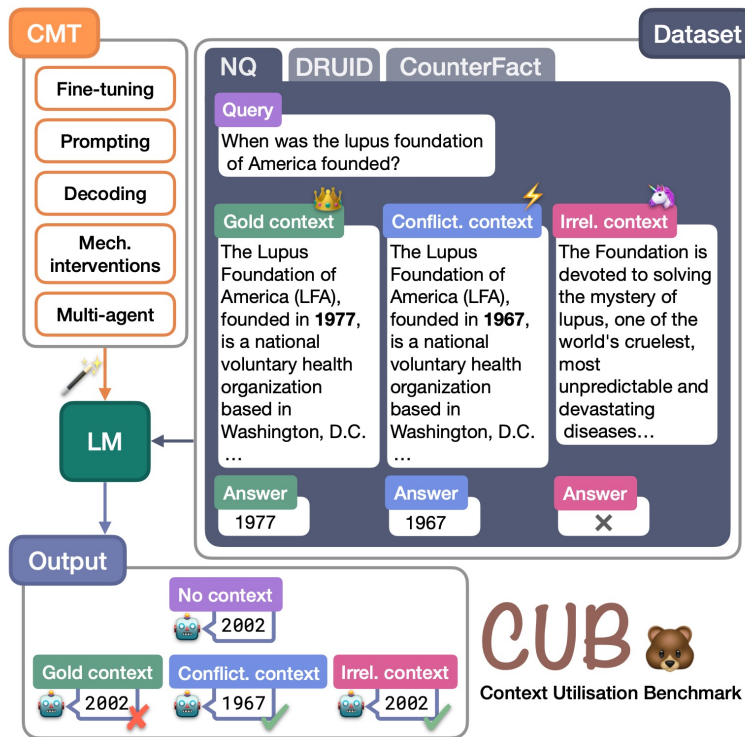 CMT
Fine-tuning
Prompting
Decoding
Mech.
interventions
Multi-agent
LM
Dataset
NQ
DRUID
CounterFact
Query
When was the lupus foundation
of America founded?
Gold context
The Lupus
Foundation of
America (LFA),
founded in 1977,
is a national
voluntary health
organization
based in
Washington, D.C.
...
Answer
1977
Conflict. context
The Lupus
Foundation of
America (LFA),
founded in 1967,
is a national
voluntary health
organization
based in
Washington, D.C.
...
Answer
1967
Irrel. context
The Foundation is
devoted to solving
the mystery of
lupus, one of the
world's cruelest,
most
unpredictable and
devastating
diseases...
Answer
Output
No context
2002
Gold context
2002
Conflict. context
1967
Irrel. context
2002
CUB
Context Utilisation Benchmark